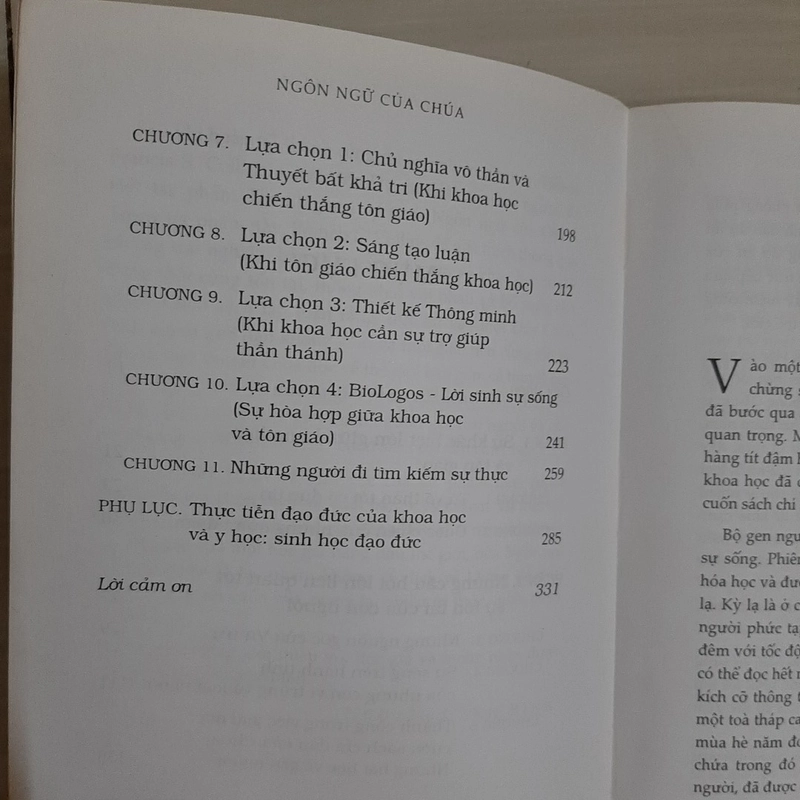 NGÔN NGỮ CỦA CHÚA
CHƯƠNG 7. Lựa chọn 1: Chủ nghĩa vô thần và
Thuyết bất khả tri (Khi khoa học
chiến thắng tôn giáo) 198
CHƯƠNG 8. Lựa chọn 2: Sáng tạo luận
(Khi tôn giáo chiến thắng khoa học) 212
CHƯƠNG 9. Lựa chọn 3: Thiết kế Thông minh
(Khi khoa học cần sự trợ giúp
thần thánh) 223
CHƯƠNG 10. Lựa chọn 4: BioLogos - Lời sinh sự sống
(Sự hòa hợp giữa khoa học
và tôn giáo) 241
CHƯƠNG 11. Những người đi tìm kiếm sự thực 259
PHỤ LỤC. Thực tiễn đạo đức của khoa học
và y học: sinh học đạo đức 285
Lời cảm ơn 331
Vào một
chừng
đã bước qua
quan trọng.
hàng tít đậm
khoa học đã
cuốn sách chi
Bộ gen
sự sống.
hóa học và
lạ. Kỳ lạ là ở
người phức
đêm với tốc độ
có thể đọc hết
kích cỡ thông
một toà tháp
mùa hè năm
chứa trong đó
người, đã được